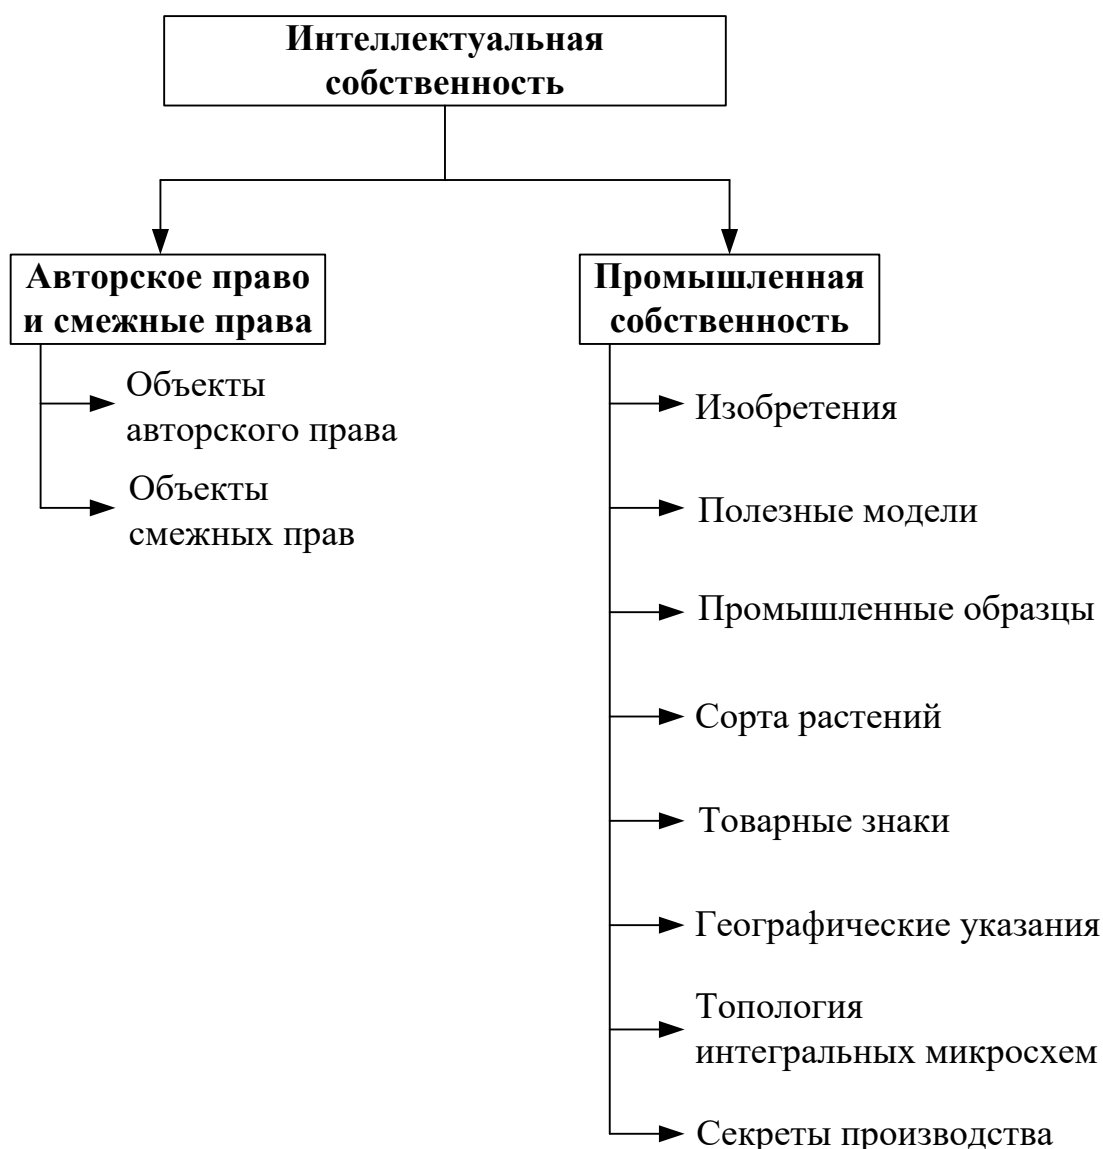 Интеллектуальная
собственность
Авторское право
и смежные права
Объекты
авторского права
Объекты
смежных прав
Промышленная
собственность
Изобретения
Полезные модели
Промышленные образцы
Сорта растений
Товарные знаки
Географические указания
Топология
интегральных микросхем
Секреты производства